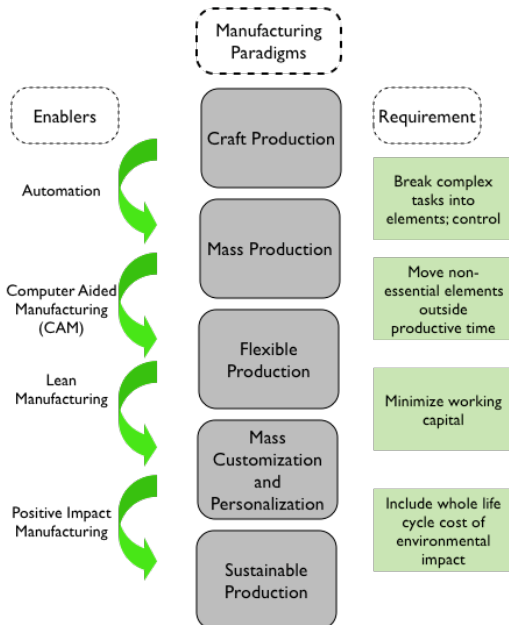 Manufacturing
Paradigms
Enablers
Requirement
Craft Production
Automation
Break complex
tasks into
elements; control
Mass Production
Computer Aided
Manufacturing
(CAM)
Move non-
essential elements
outside
productive time
Flexible
Production
Lean
Manufacturing
Minimize working
capital
Mass
Customization
and
Personalization
Positive Impact
Manufacturing
Include whole life
cycle cost of
environmental
impact
Sustainable
Production